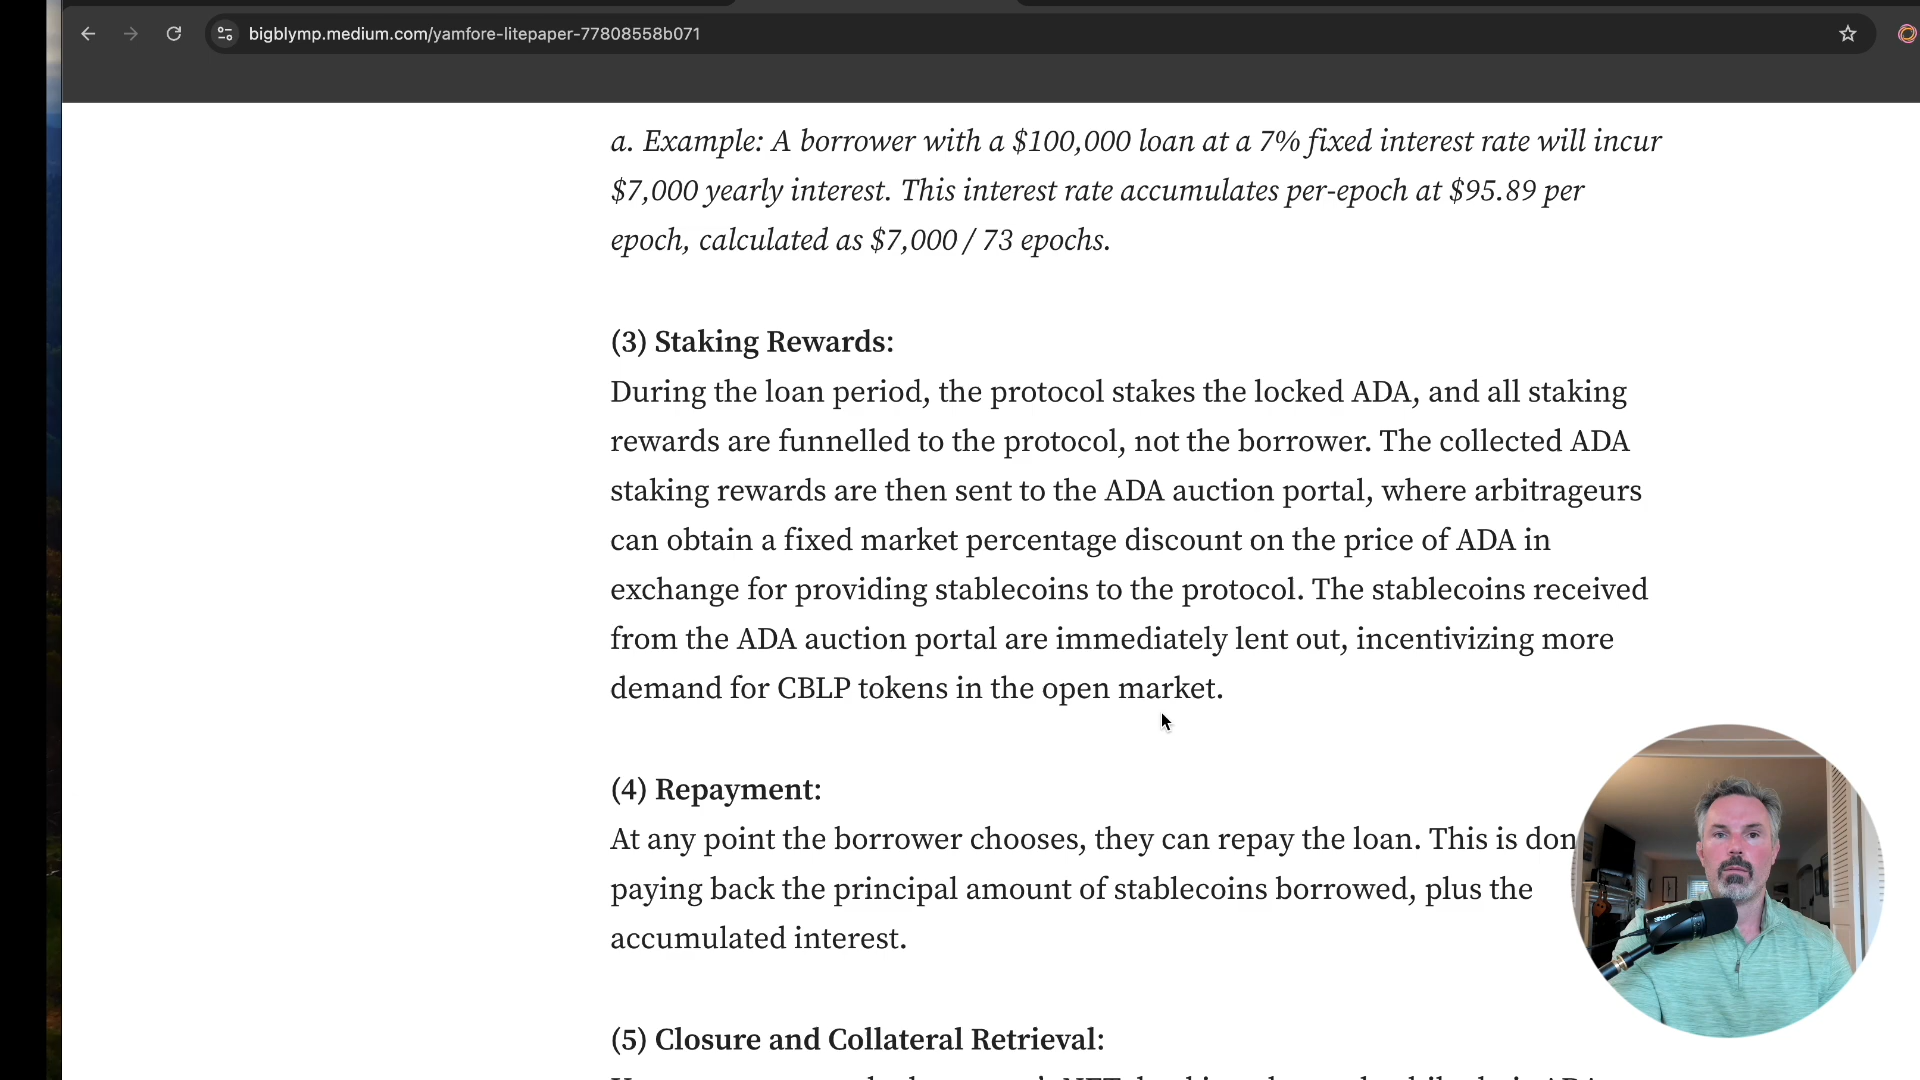 bigblymp.medium.com/yamfore-litepaper-77808558b071
a. Example: A borrower with a $100,000 loan at a 7% fixed interest rate will incur
$7,000 yearly interest. This interest rate accumulates per-epoch at $95.89 per
epoch, calculated as $7,000 / 73 epochs.
(3) Staking Rewards:
During the loan period, the protocol stakes the locked ADA, and all staking
rewards are funnelled to the protocol, not the borrower. The collected ADA
staking rewards are then sent to the ADA auction portal, where arbitrageurs
can obtain a fixed market percentage discount on the price of ADA in
exchange for providing stablecoins to the protocol. The stablecoins received
from the ADA auction portal are immediately lent out, incentivizing more
demand for CBLP tokens in the open market.
(4) Repayment:
At any point the borrower chooses, they can repay the loan. This is don
paying back the principal amount of stablecoins borrowed, plus the
accumulated interest.
(5) Closure and Collateral Retrieval: